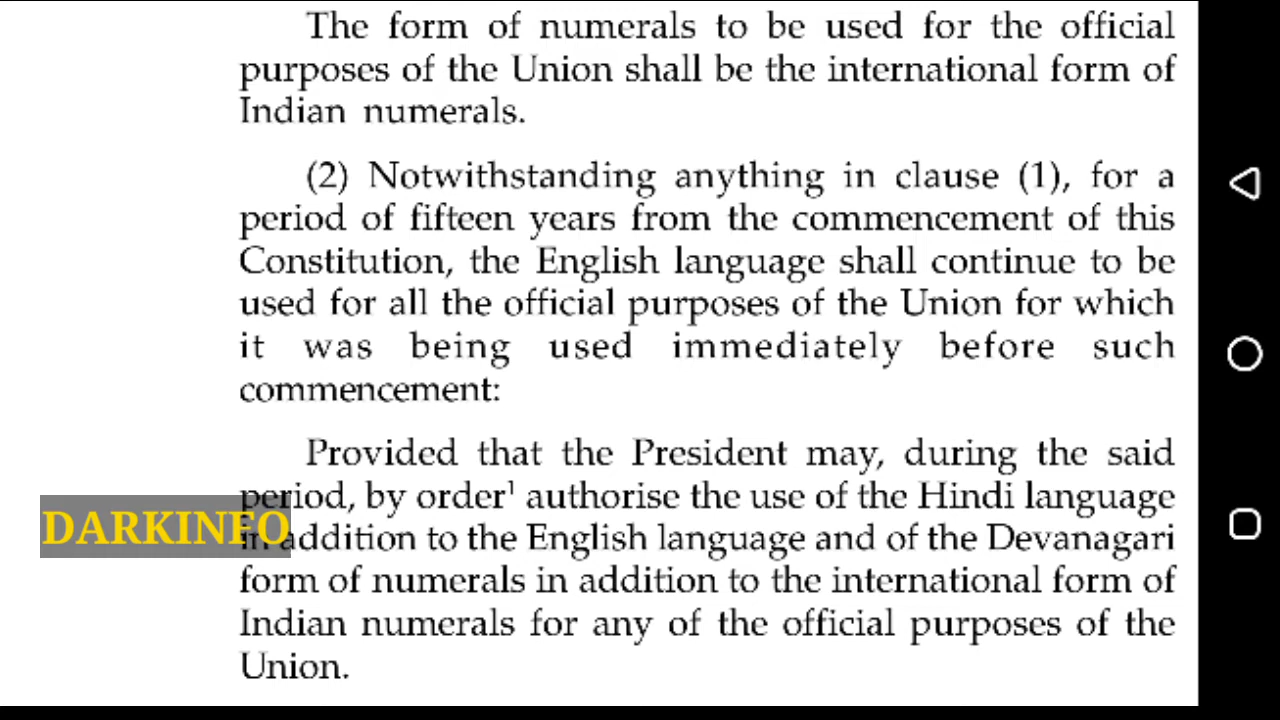 The form of numerals to be used for the official
purposes of the Union shall be the international form of
Indian numerals.
(2) Notwithstanding anything in clause (1), for a
period of fifteen years from the commencement of this
Constitution, the English language shall continue to be
used for all the official purposes of the Union for which
it was being used immediately before such
commencement:
Provided that the President may, during the said
period, by order¹ authorise the use of the Hindi language
in addition to the English language and of the Devanagari
form of numerals in addition to the international form of
Indian numerals for any of the official purposes of the
Union.
DARKINFO